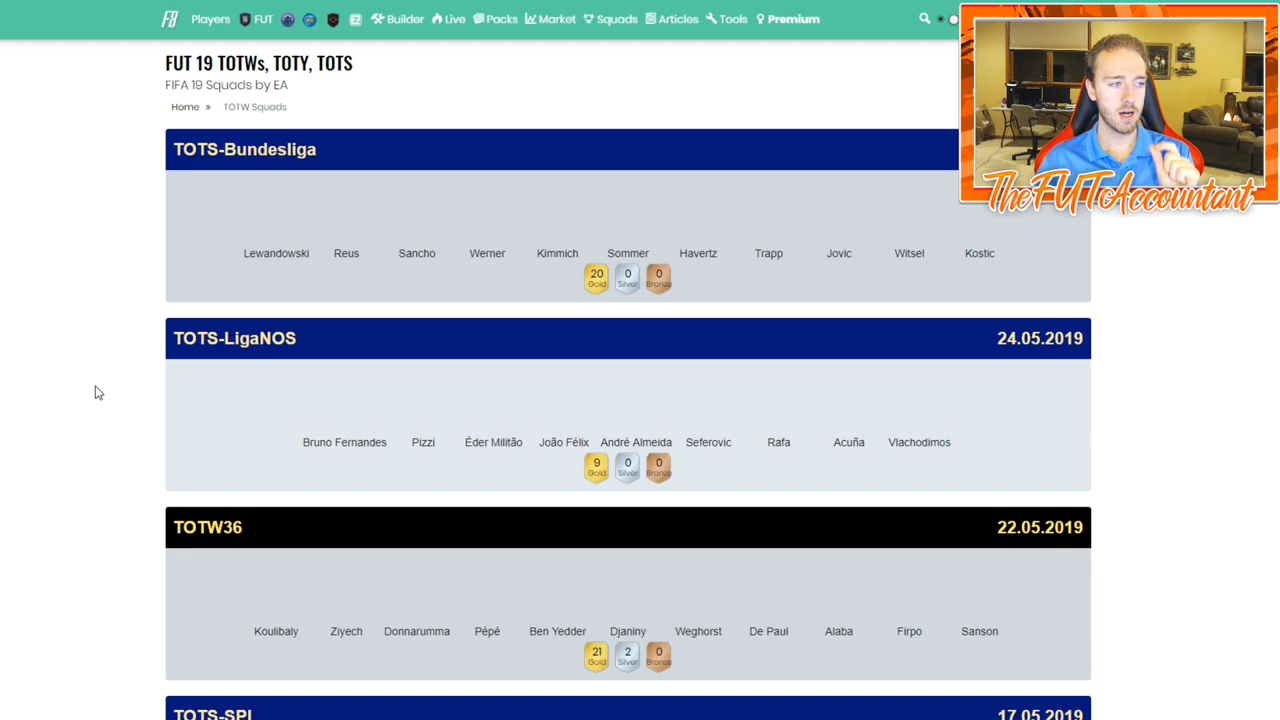 F8 Players FUT Builder Live Packs Market Squads Articles Tools Premium
FUT 19 TOTWs, TOTY, TOTS
FIFA 19 Squads by EA
Home » TOTW Squads
TheFUTAccountant
TOTS-Bundesliga
Lewandowski Reus Sancho Werner Kimmich Sommer Havertz Trapp Jovic Witsel Kostic
20 0 0
Gold Silver Bronze
TOTS-LigaNOS 24.05.2019
Bruno Fernandes Pizzi Éder Militão João Félix André Almeida Seferovic Rafa Acuña Vlachodimos
9 0 0
Gold Silver Bronze
TOTW36 22.05.2019
Koulibaly Ziyech Donnarumma Pépé Ben Yedder Djaniny Weghorst De Paul Alaba Firpo Sanson
21 2 0
Gold Silver Bronze
TOTS-SPL 17.05.2019